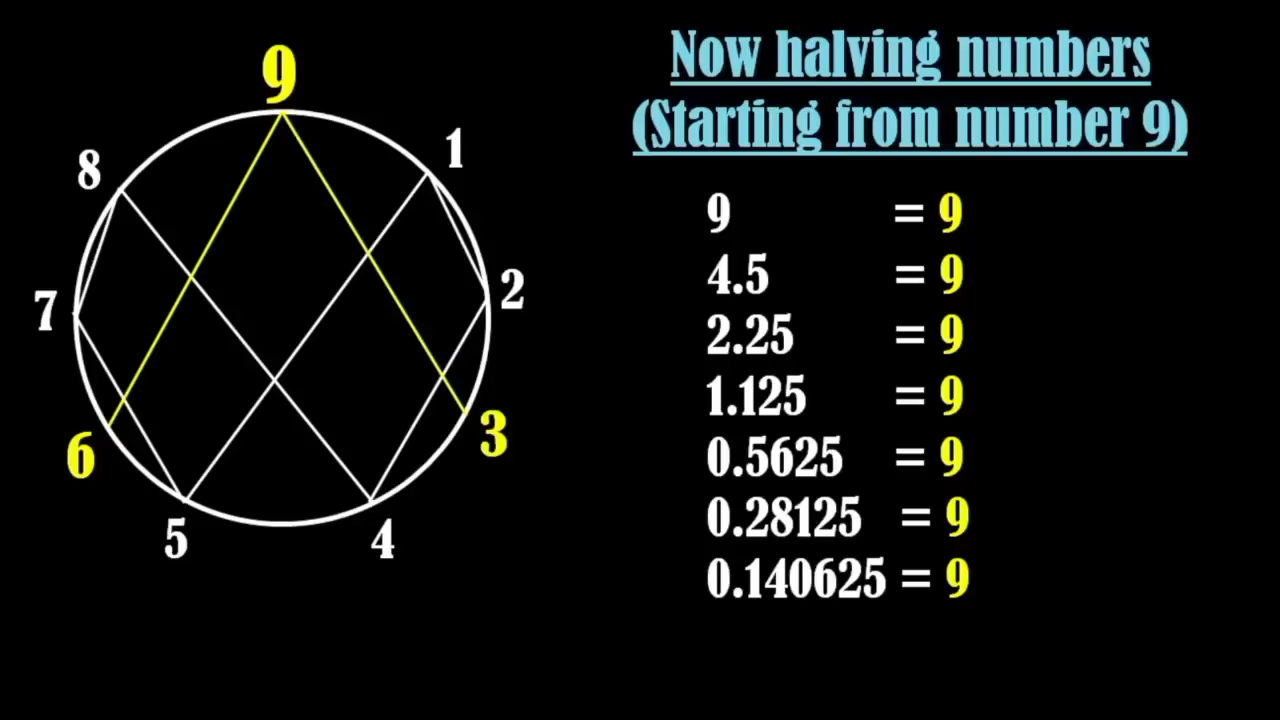 9
8
1
7
2
6
3
5
4
Now halving numbers
(Starting from number 9)
9 = 9
4.5 = 9
2.25 = 9
1.125 = 9
0.5625 = 9
0.28125 = 9
0.140625 = 9